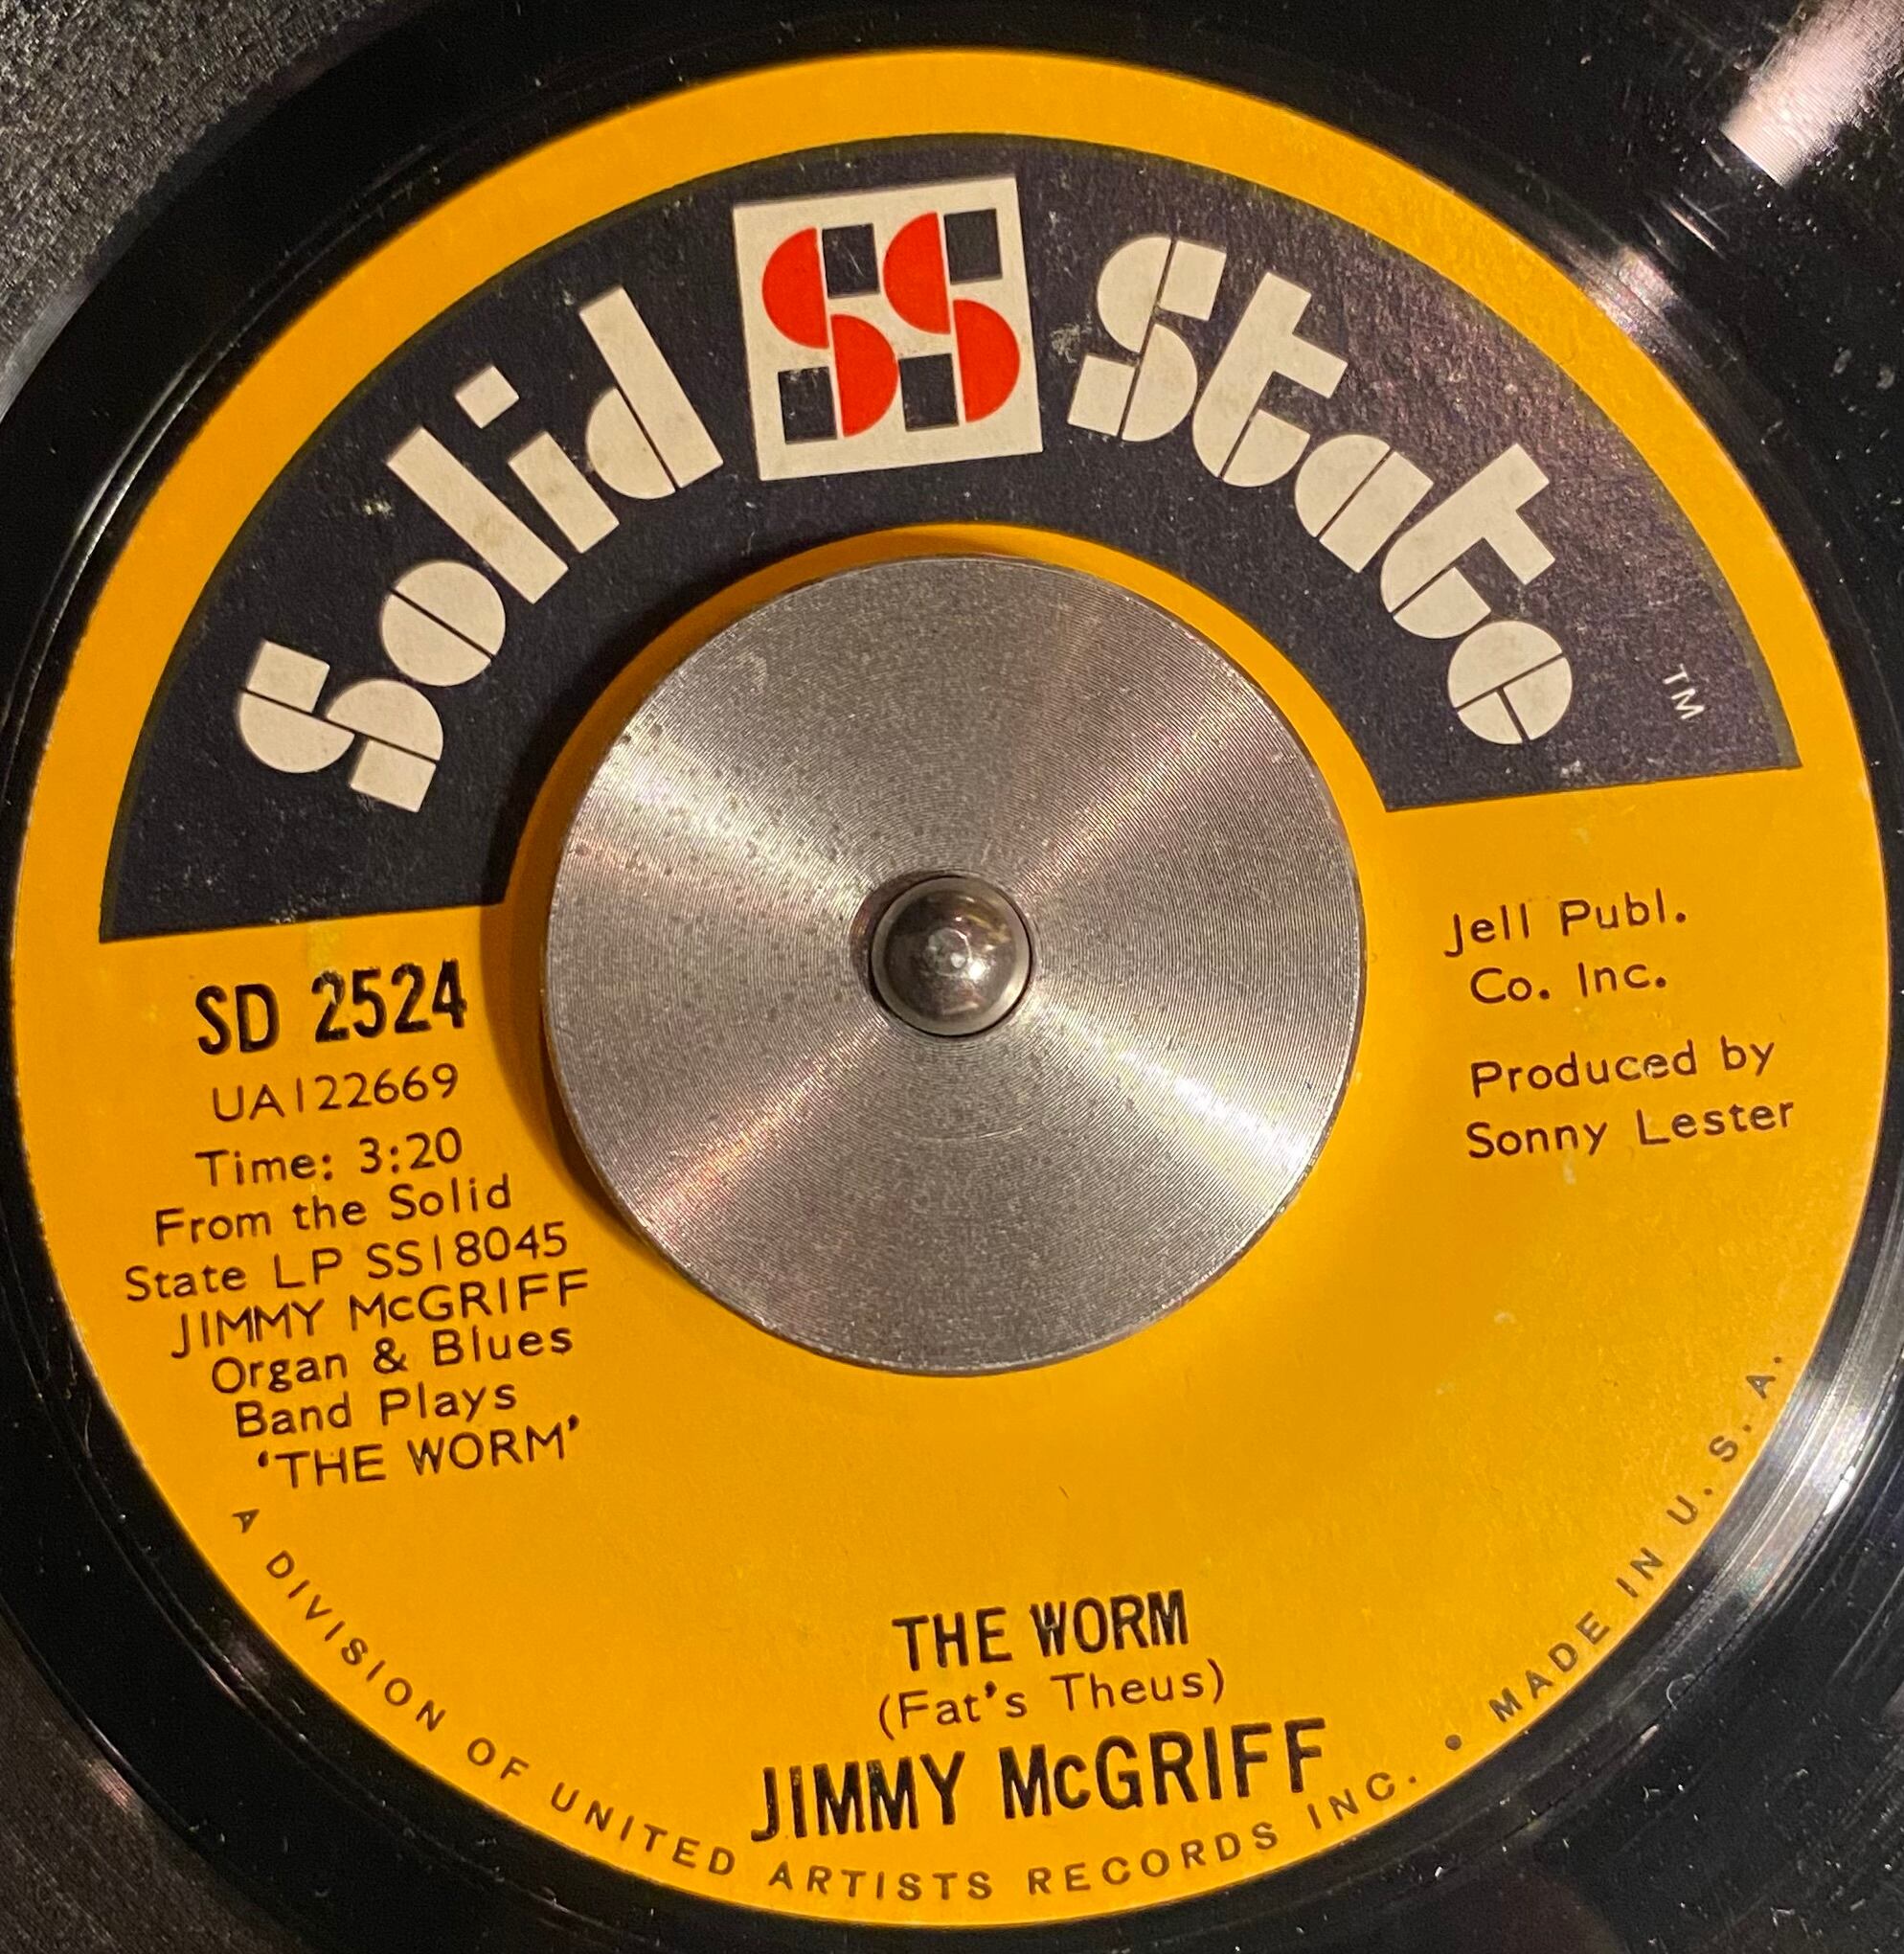 Solid SS State TM
SD 2524
UA122669
Time: 3:20
From the Solid
State LP SS18045
JIMMY McGRIFF
Organ & Blues
Band Plays
‘THE WORM’
Jell Publ.
Co. Inc.
Produced by
Sonny Lester
THE WORM
(Fat's Theus)
JIMMY McGRIFF
A DIVISION OF UNITED ARTISTS RECORDS INC. • MADE IN U.S.A.